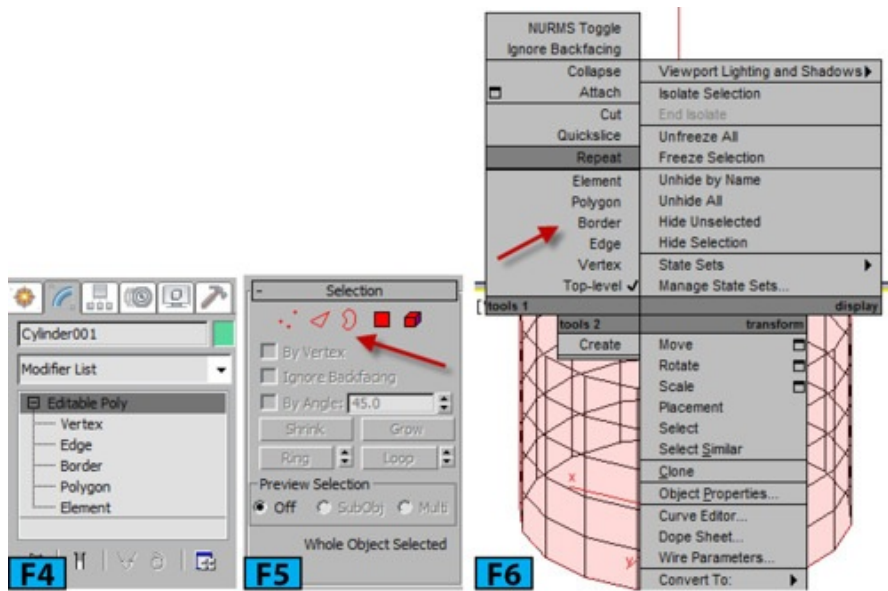 Cylinder001
Modifier List
Editable Poly
Vertex
Edge
Border
Polygon
Element
F4
- Selection
By Vertex
Ignore Backfacing
By Angle: 45.0
Shrink Grow
Ring Loop
Preview Selection
Off SubObj Multi
Whole Object Selected
F5
NURMS Toggle
Ignore Backfacing
Collapse Viewport Lighting and Shadows
Attach Isolate Selection
Cut End Isolate
Quickslice Unfreeze All
Repeat Freeze Selection
Element Unhide by Name
Polygon Unhide All
Border Hide Unselected
Edge Hide Selection
Vertex State Sets
Top-level ✓ Manage State Sets...
tools 1 display
tools 2 transform
Create Move
Rotate
Scale
Placement
Select
Select Similar
Clone
Object Properties...
Curve Editor...
Dope Sheet...
Wire Parameters...
Convert To:
x
y
F6